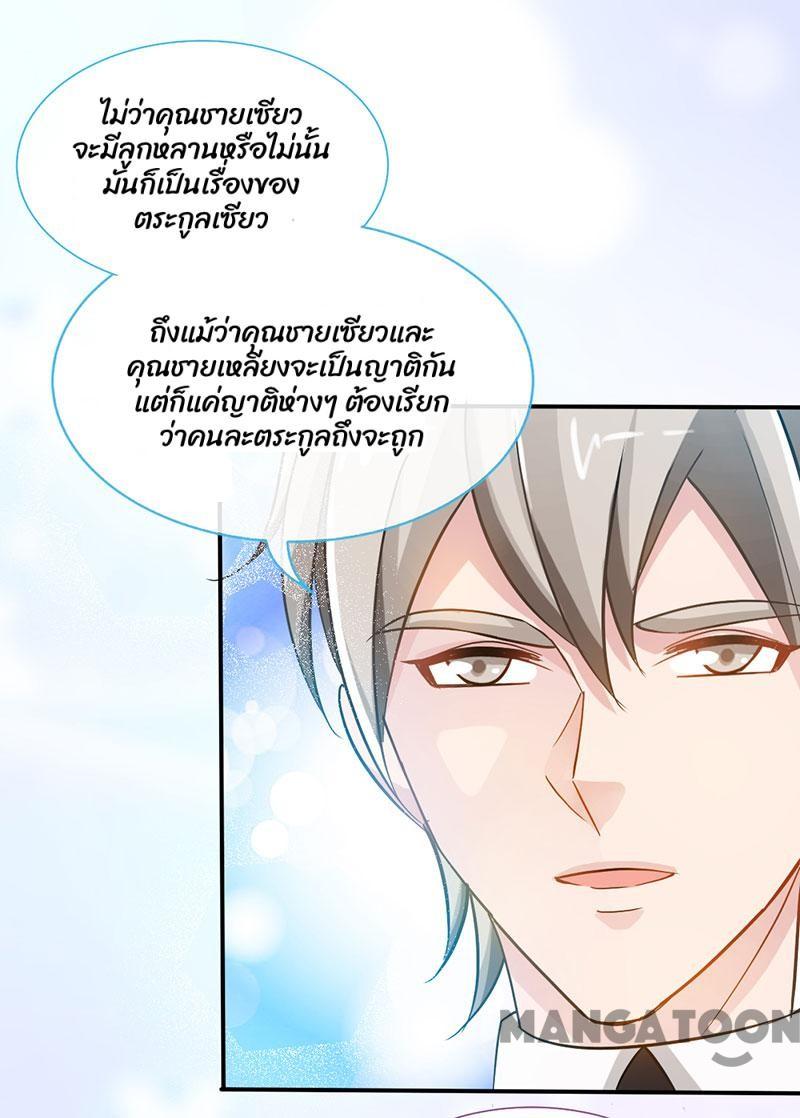 ไม่ว่าคุณชายเซียว
จะมีลูกหลานหรือไม่นั้น
มันก็เป็นเรื่องของ
ตระกูลเซียว
ถึงแม้ว่าคุณชายเซียวและ
คุณชายเหลียงจะเป็นญาติกัน
แต่ก็แค่ญาติห่างๆ ต้องเรียก
ว่าคนละตระกูลถึงจะถูก
MANGATOON